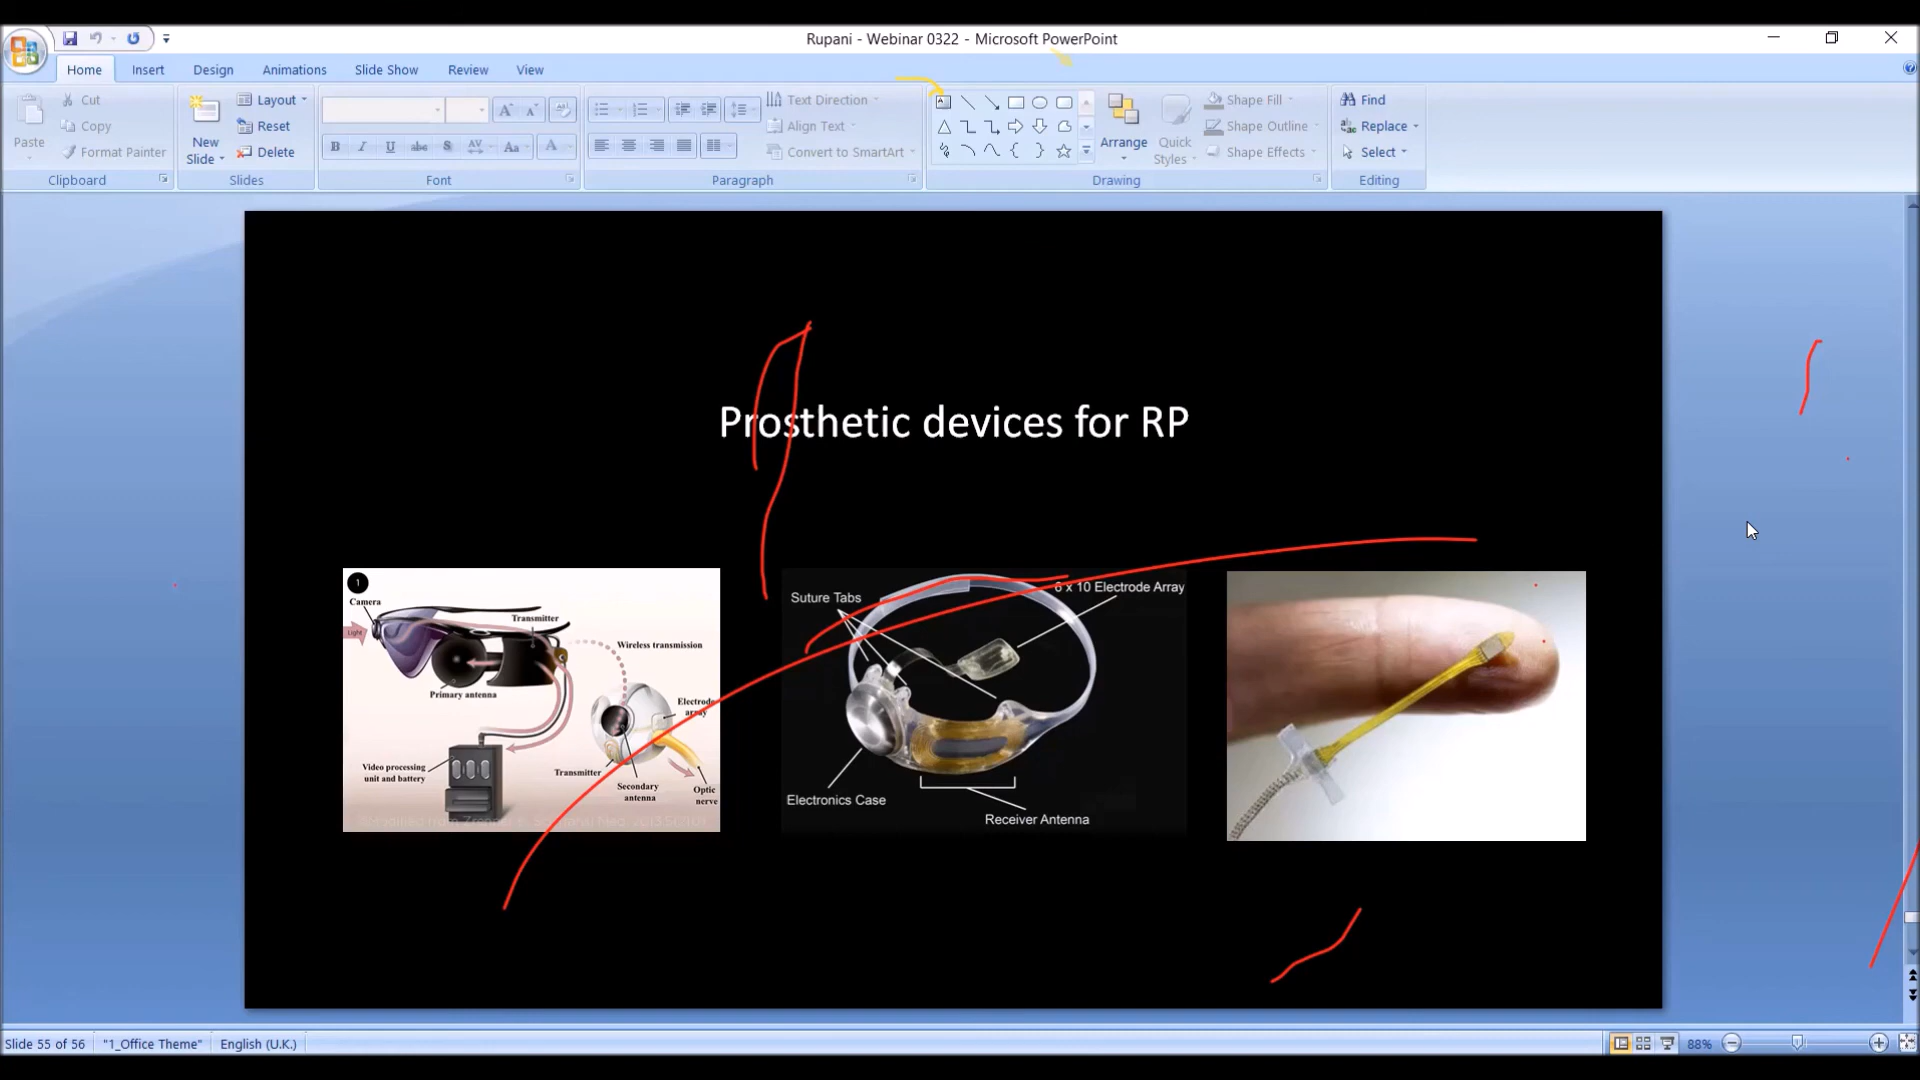 Rupani - Webinar 0322 - Microsoft PowerPoint
Home Insert Design Animations Slide Show Review View
Paste
Cut
Copy
Format Painter
Clipboard
New Slide
Layout
Reset
Delete
Slides
Font
Text Direction
Align Text
Convert to SmartArt
Paragraph
Arrange
Quick Styles
Shape Fill
Shape Outline
Shape Effects
Drawing
Find
Replace
Select
Editing
Prosthetic devices for RP
1
Camera
Light
Transmitter
Wireless transmission
Primary antenna
Electrode array
Video processing unit and battery
Transmitter
Secondary antenna
Optic nerve
Suture Tabs
6 x 10 Electrode Array
Electronics Case
Receiver Antenna
Slide 55 of 56 "1_Office Theme" English (U.K.) 88%